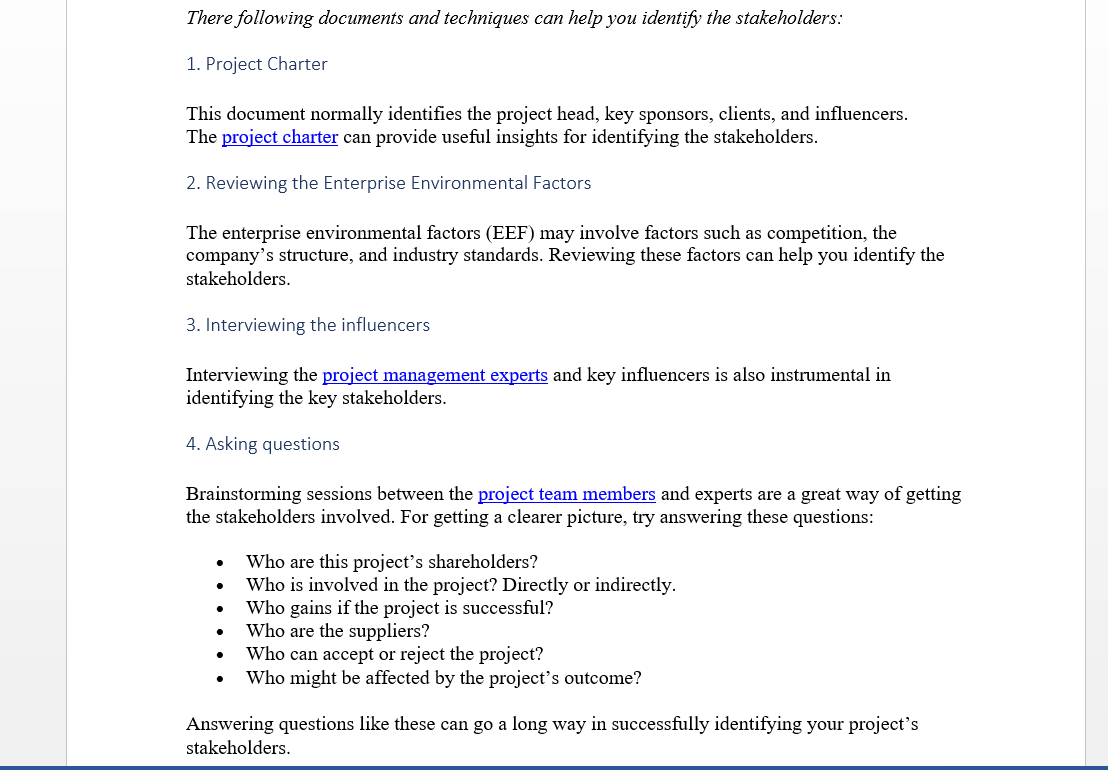 There following documents and techniques can help you identify the stakeholders:
1. Project Charter
This document normally identifies the project head, key sponsors, clients, and influencers.
The project charter can provide useful insights for identifying the stakeholders.
2. Reviewing the Enterprise Environmental Factors
The enterprise environmental factors (EEF) may involve factors such as competition, the
company’s structure, and industry standards. Reviewing these factors can help you identify the
stakeholders.
3. Interviewing the influencers
Interviewing the project management experts and key influencers is also instrumental in
identifying the key stakeholders.
4. Asking questions
Brainstorming sessions between the project team members and experts are a great way of getting
the stakeholders involved. For getting a clearer picture, try answering these questions:
• Who are this project’s shareholders?
• Who is involved in the project? Directly or indirectly.
• Who gains if the project is successful?
• Who are the suppliers?
• Who can accept or reject the project?
• Who might be affected by the project’s outcome?
Answering questions like these can go a long way in successfully identifying your project’s
stakeholders.